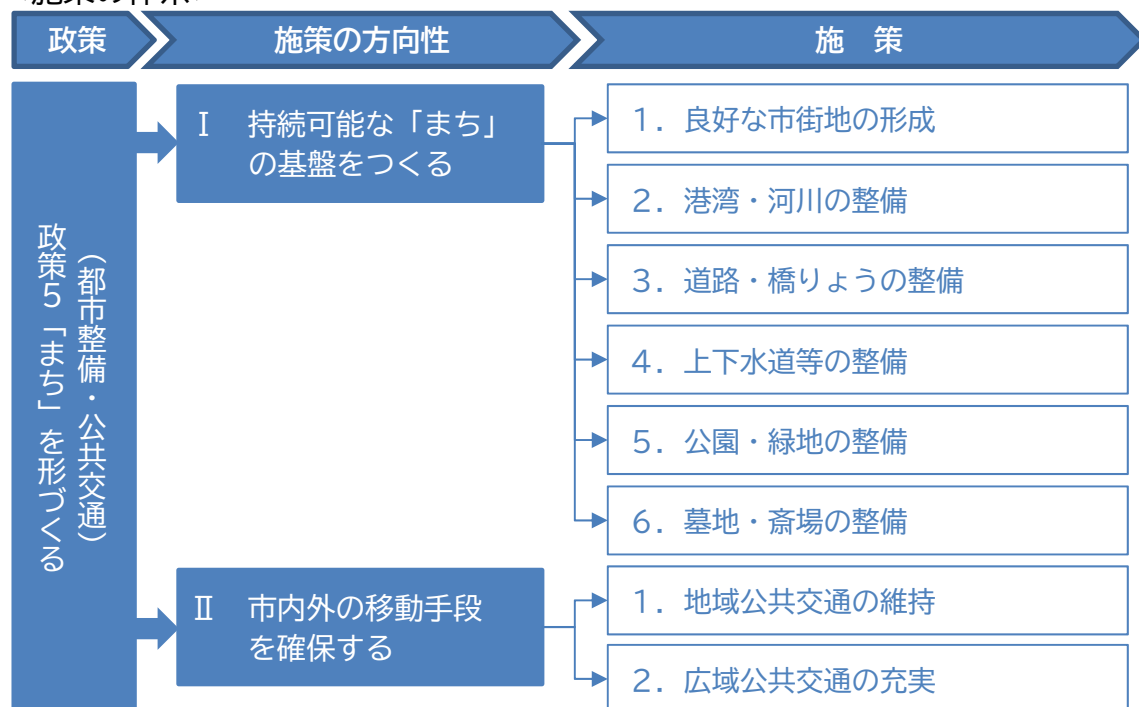 政策
施策の方向性
施 策
政策5「まち」を形づくる
（都市整備・公共交通）
Ⅰ 持続可能な「まち」
の基盤をつくる
1．良好な市街地の形成
2．港湾・河川の整備
3．道路・橋りょうの整備
4．上下水道等の整備
5．公園・緑地の整備
6．墓地・斎場の整備
Ⅱ 市内外の移動手段
を確保する
1．地域公共交通の維持
2．広域公共交通の充実